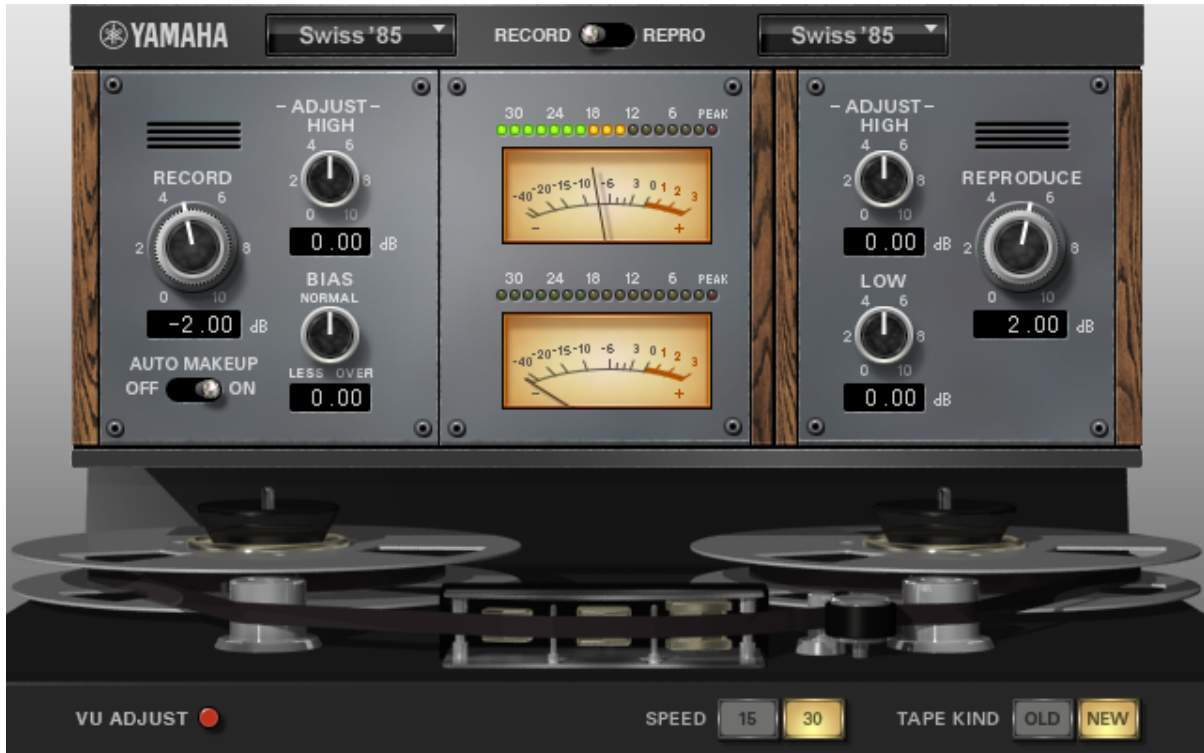 YAMAHA
Swiss '85
RECORD REPRO
Swiss '85
- ADJUST -
HIGH
4 6
2 8
0 10
0.00 dB
RECORD
4 6
2 8
0 10
-2.00 dB
BIAS
NORMAL
LESS OVER
0.00
AUTO MAKEUP
OFF ON
30 24 18 12 6 PEAK
-40 -20 -15 -10 -6 3 0 1 2 3
- +
30 24 18 12 6 PEAK
-40 -20 -15 -10 -6 3 0 1 2 3
- +
- ADJUST -
HIGH
4 6
2 8
0 10
0.00 dB
LOW
4 6
2 8
0 10
0.00 dB
REPRODUCE
4 6
2 8
0 10
2.00 dB
VU ADJUST
SPEED 15 30
TAPE KIND OLD NEW